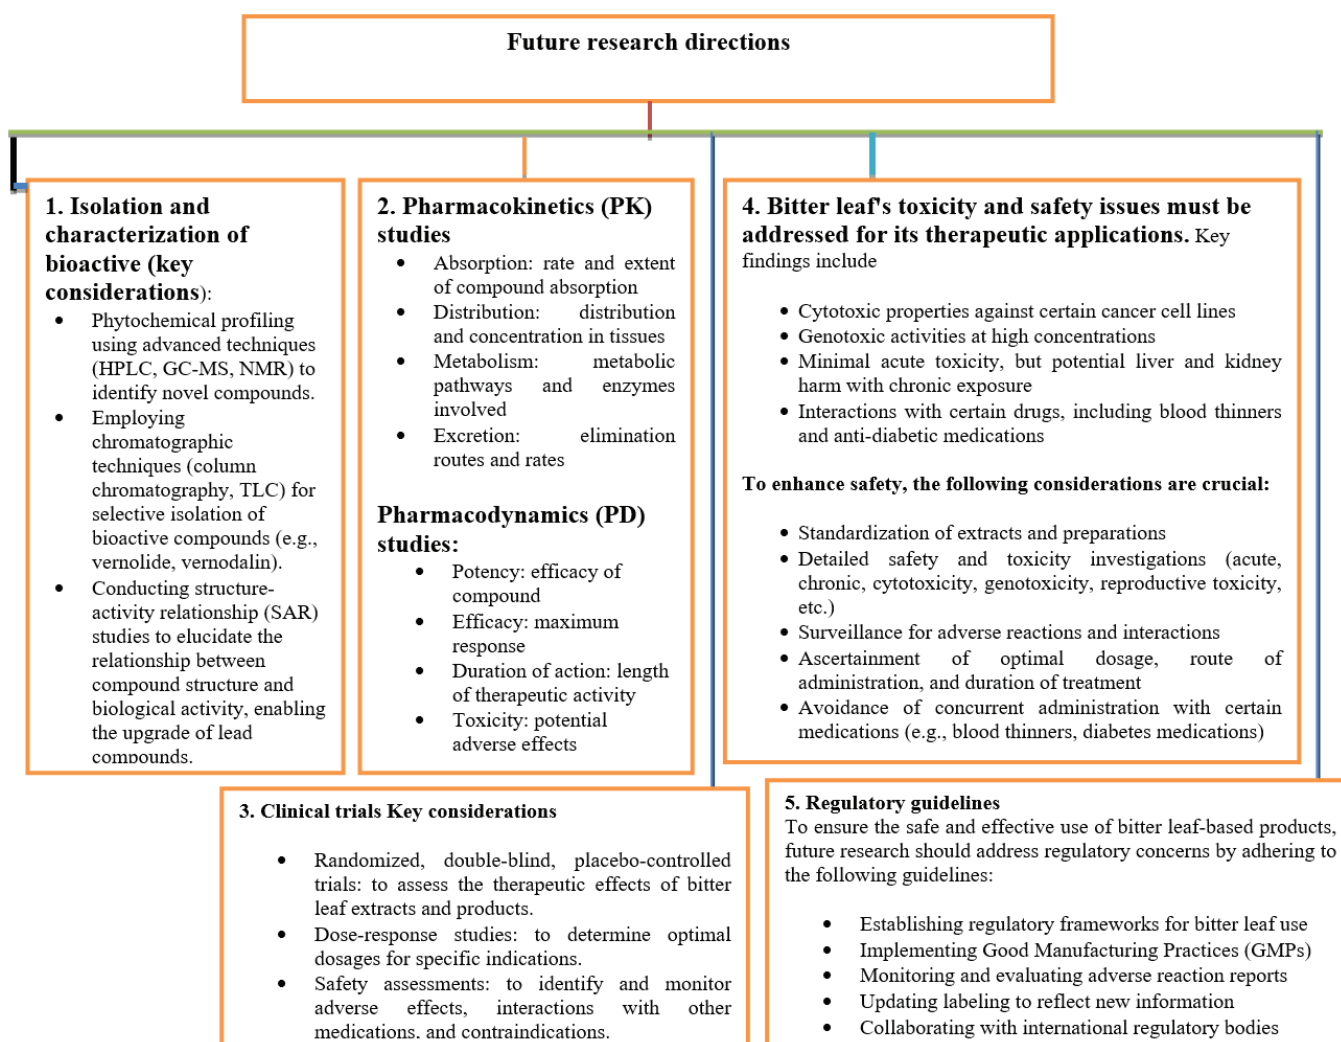 Future research directions
1. Isolation and
characterization of
bioactive (key
considerations):
• Phytochemical profiling
using advanced techniques
(HPLC, GC-MS, NMR) to
identify novel compounds.
• Employing
chromatographic
techniques (column
chromatography, TLC) for
selective isolation of
bioactive compounds (e.g.,
vernolide, vernodalin).
• Conducting structure-
activity relationship (SAR)
studies to elucidate the
relationship between
compound structure and
biological activity, enabling
the upgrade of lead
compounds.
2. Pharmacokinetics (PK)
studies
• Absorption: rate and extent
of compound absorption
• Distribution: distribution
and concentration in tissues
• Metabolism: metabolic
pathways and enzymes
involved
• Excretion: elimination
routes and rates
Pharmacodynamics (PD)
studies:
• Potency: efficacy of
compound
• Efficacy: maximum
response
• Duration of action: length
of therapeutic activity
• Toxicity: potential
adverse effects
4. Bitter leaf's toxicity and safety issues must be
addressed for its therapeutic applications. Key
findings include
• Cytotoxic properties against certain cancer cell lines
• Genotoxic activities at high concentrations
• Minimal acute toxicity, but potential liver and kidney
harm with chronic exposure
• Interactions with certain drugs, including blood thinners
and anti-diabetic medications
To enhance safety, the following considerations are crucial:
• Standardization of extracts and preparations
• Detailed safety and toxicity investigations (acute,
chronic, cytotoxicity, genotoxicity, reproductive toxicity,
etc.)
• Surveillance for adverse reactions and interactions
• Ascertainment of optimal dosage, route of
administration, and duration of treatment
• Avoidance of concurrent administration with certain
medications (e.g., blood thinners, diabetes medications)
3. Clinical trials Key considerations
• Randomized, double-blind, placebo-controlled
trials: to assess the therapeutic effects of bitter
leaf extracts and products.
• Dose-response studies: to determine optimal
dosages for specific indications.
• Safety assessments: to identify and monitor
adverse effects, interactions with other
medications, and contraindications.
5. Regulatory guidelines
To ensure the safe and effective use of bitter leaf-based products,
future research should address regulatory concerns by adhering to
the following guidelines:
• Establishing regulatory frameworks for bitter leaf use
• Implementing Good Manufacturing Practices (GMPs)
• Monitoring and evaluating adverse reaction reports
• Updating labeling to reflect new information
• Collaborating with international regulatory bodies